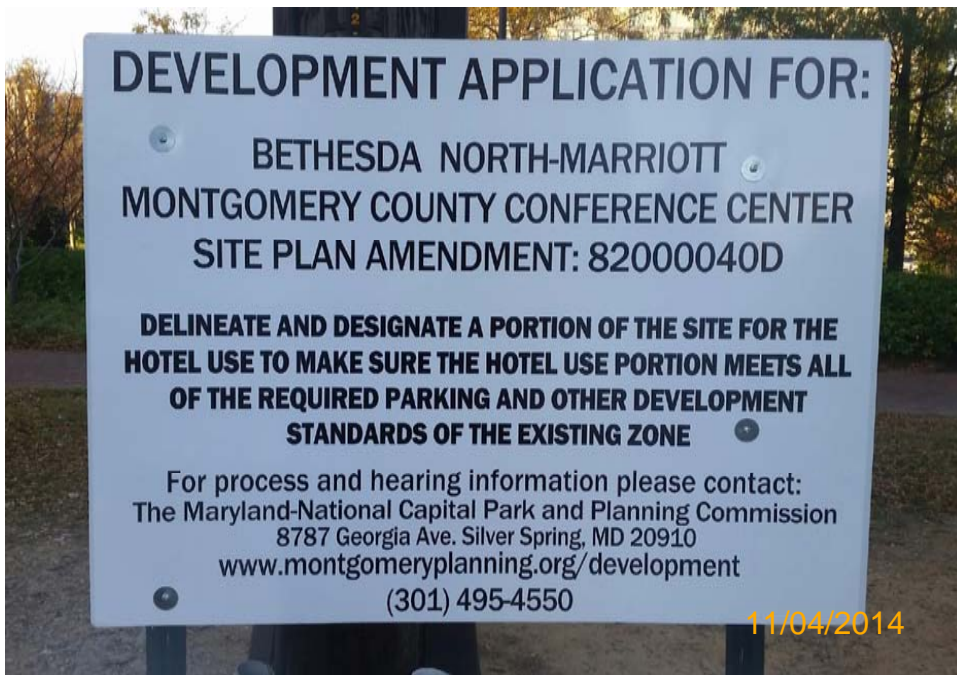 2
DEVELOPMENT APPLICATION FOR:
BETHESDA NORTH-MARRIOTT
MONTGOMERY COUNTY CONFERENCE CENTER
SITE PLAN AMENDMENT: 82000040D
DELINEATE AND DESIGNATE A PORTION OF THE SITE FOR THE
HOTEL USE TO MAKE SURE THE HOTEL USE PORTION MEETS ALL
OF THE REQUIRED PARKING AND OTHER DEVELOPMENT
STANDARDS OF THE EXISTING ZONE
For process and hearing information please contact:
The Maryland-National Capital Park and Planning Commission
8787 Georgia Ave. Silver Spring, MD 20910
www.montgomeryplanning.org/development
(301) 495-4550
11/04/2014